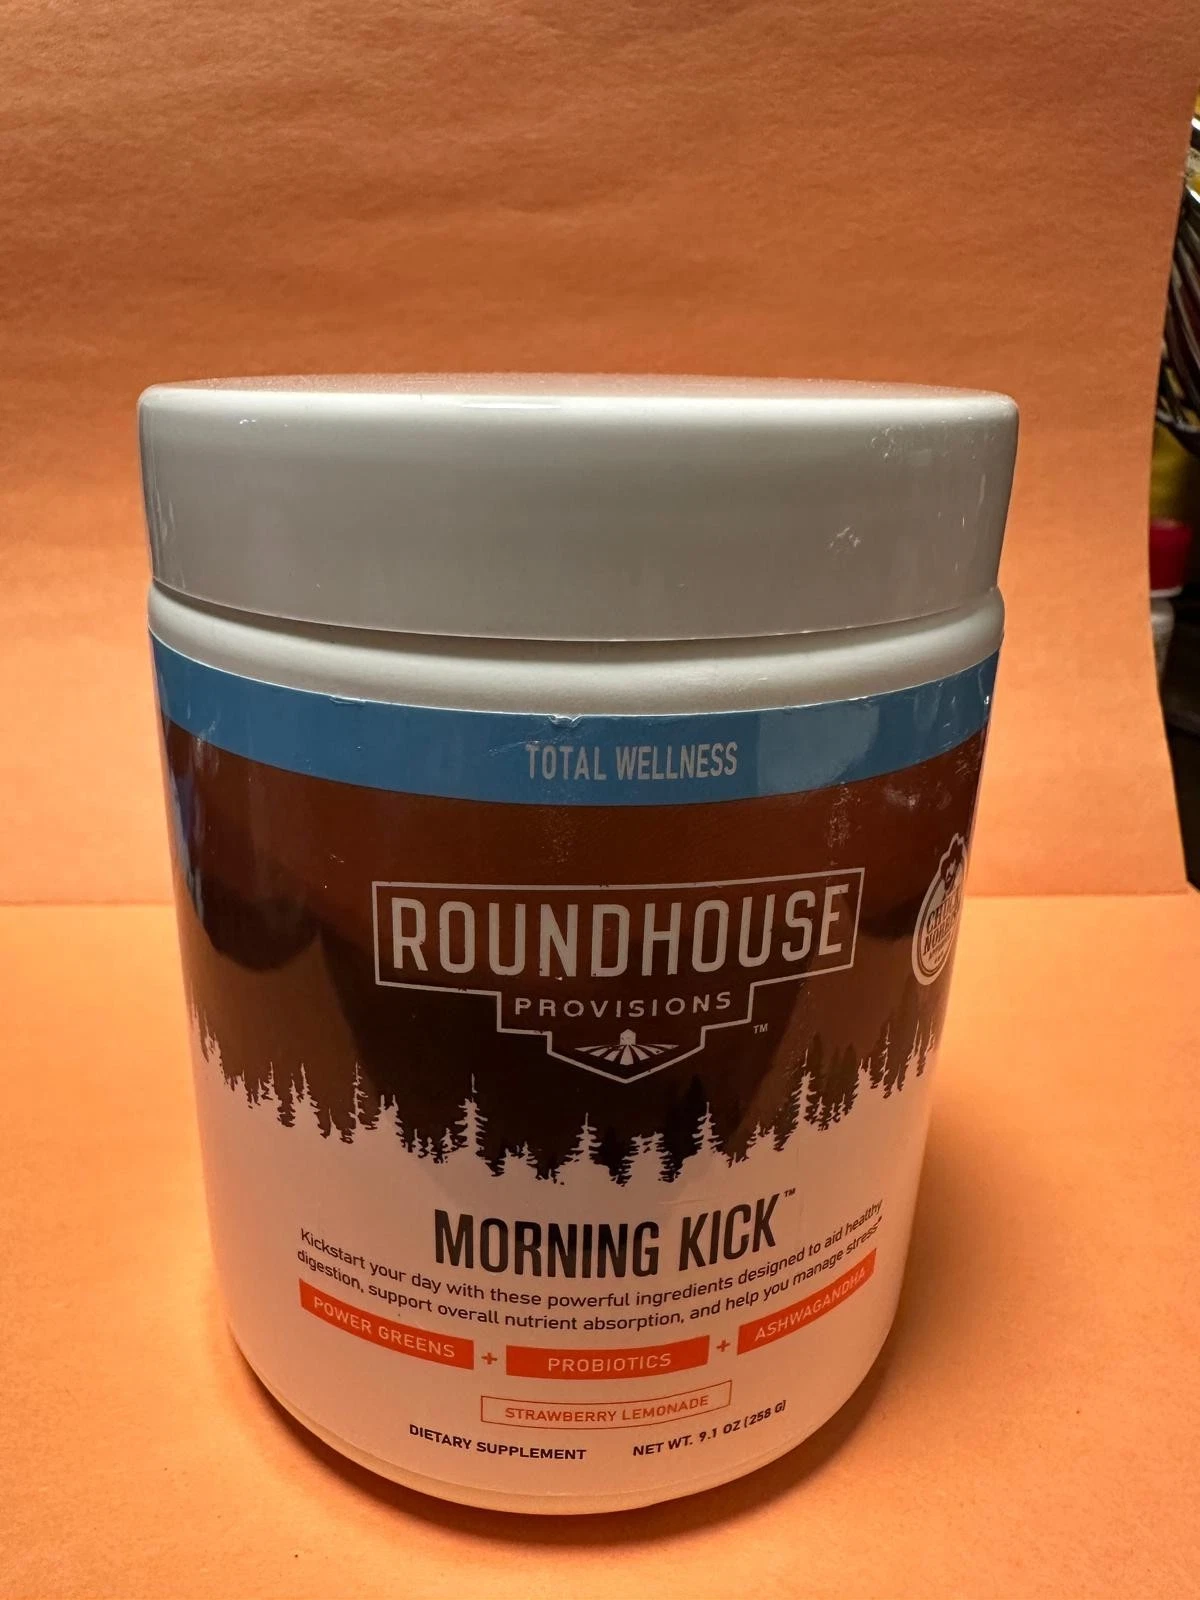 TOTAL WELLNESS
ROUNDHOUSE
PROVISIONS
TM
CHUCK
NORRIS
MORNING KICK™
Kickstart your day with these powerful ingredients designed to aid healthy
digestion, support overall nutrient absorption, and help you manage stress*
POWER GREENS + PROBIOTICS + ASHWAGANDHA
STRAWBERRY LEMONADE
DIETARY SUPPLEMENT NET WT. 9.1 OZ (258 G)